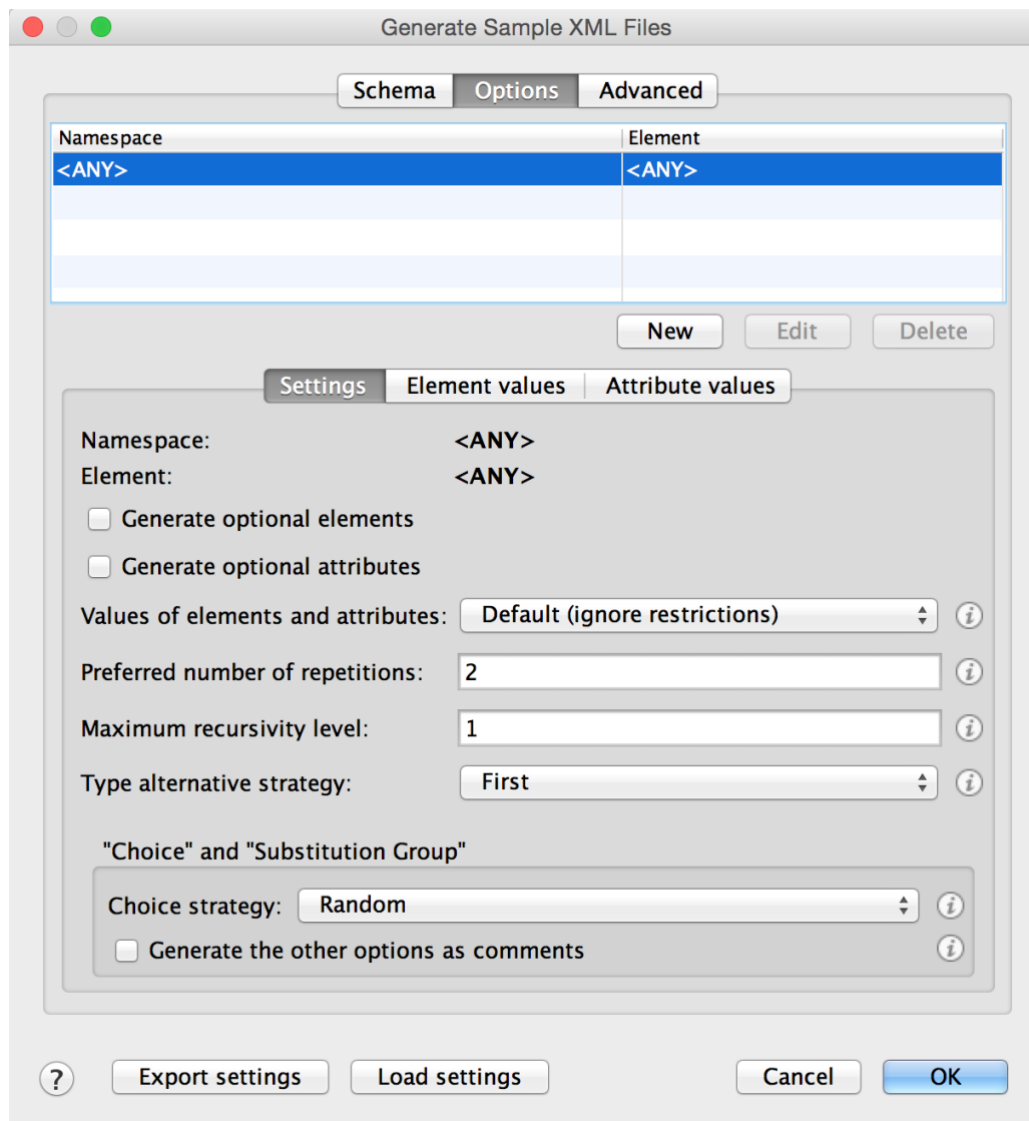 Generate Sample XML Files
Schema Options Advanced
Namespace Element
<ANY> <ANY>
New Edit Delete
Settings Element values Attribute values
Namespace: <ANY>
Element: <ANY>
Generate optional elements
Generate optional attributes
Values of elements and attributes: Default (ignore restrictions) i
Preferred number of repetitions: 2 i
Maximum recursivity level: 1 i
Type alternative strategy: First i
"Choice" and "Substitution Group"
Choice strategy: Random i
Generate the other options as comments i
? Export settings Load settings Cancel OK